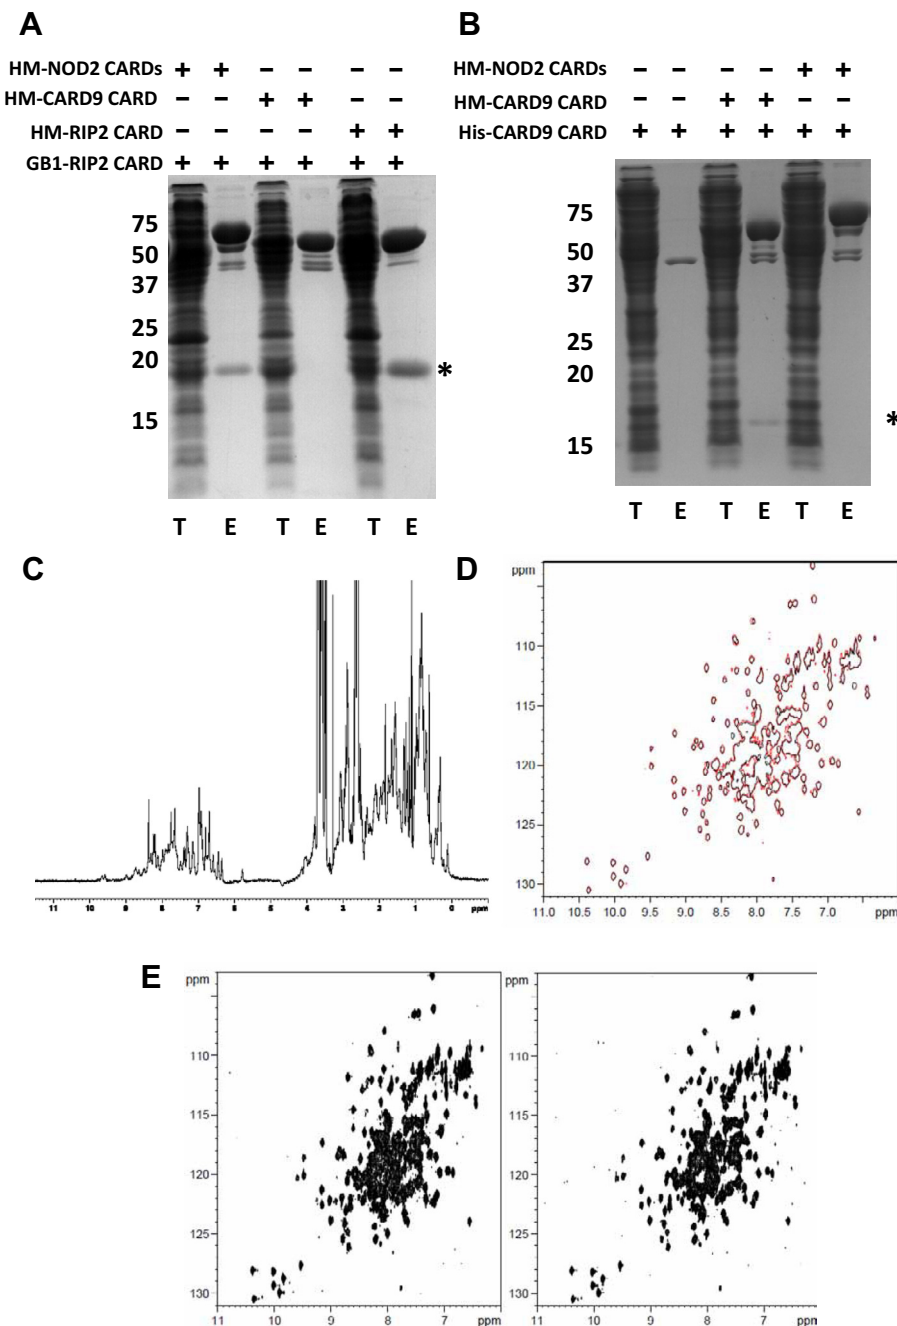 A
HM-NOD2 CARDs + + − − − −
HM-CARD9 CARD − − + + − −
HM-RIP2 CARD − − − − + +
GB1-RIP2 CARD + + + + + +
75
50
37
25
20
*
15
T E T E T E
B
HM-NOD2 CARDs − − − − + +
HM-CARD9 CARD − − + + − −
His-CARD9 CARD + + + + + +
75
50
37
25
20
*
15
T E T E T E
C
11 10 9 8 7 6 5 4 3 2 1 0 ppm
D
ppm
110
115
120
125
130
11.0 10.5 10.0 9.5 9.0 8.5 8.0 7.5 7.0 ppm
E
ppm
110
115
120
125
130
11 10 9 8 7 ppm
ppm
110
115
120
125
130
11 10 9 8 7 ppm